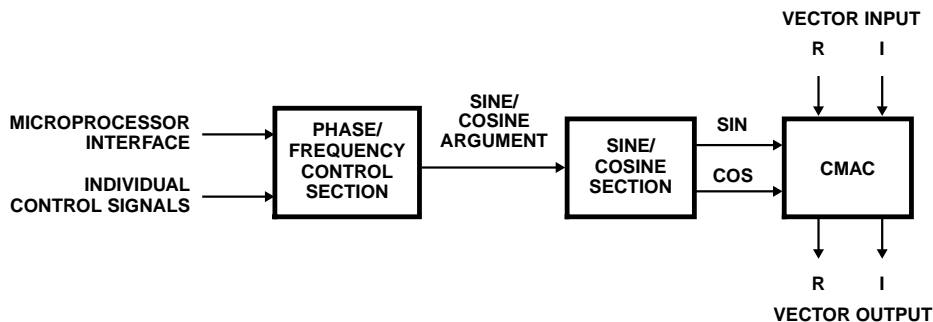 VECTOR INPUT
R I
MICROPROCESSOR
INTERFACE
INDIVIDUAL
CONTROL SIGNALS
PHASE/
FREQUENCY
CONTROL
SECTION
SINE/
COSINE
ARGUMENT
SINE/
COSINE
SECTION
SIN
COS
CMAC
R I
VECTOR OUTPUT